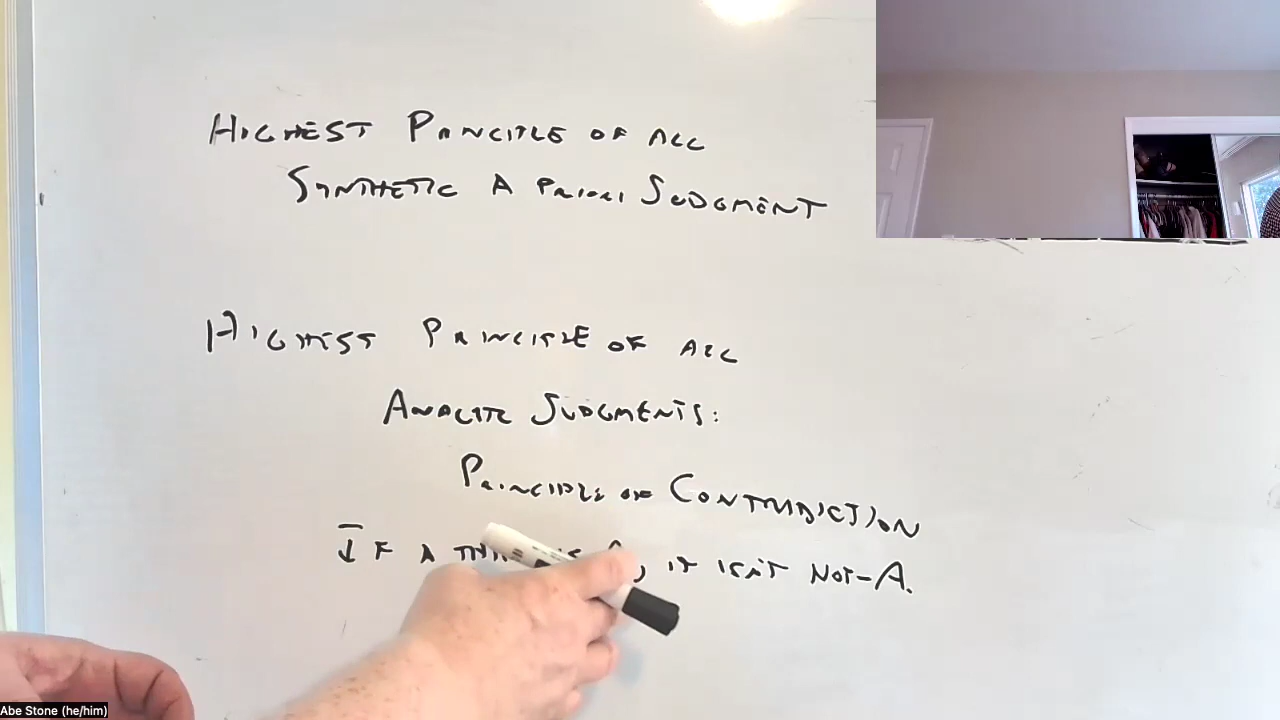 HIGHEST PRINCIPLE OF ALL
SYNTHETIC A PRIORI JUDGMENT
HIGHEST PRINCIPLE OF ALL
ANALYTIC JUDGMENTS:
PRINCIPLE OF CONTRADICTION
IF A THING IS A, IT ISN'T NOT-A.
Abe Stone (he/him)